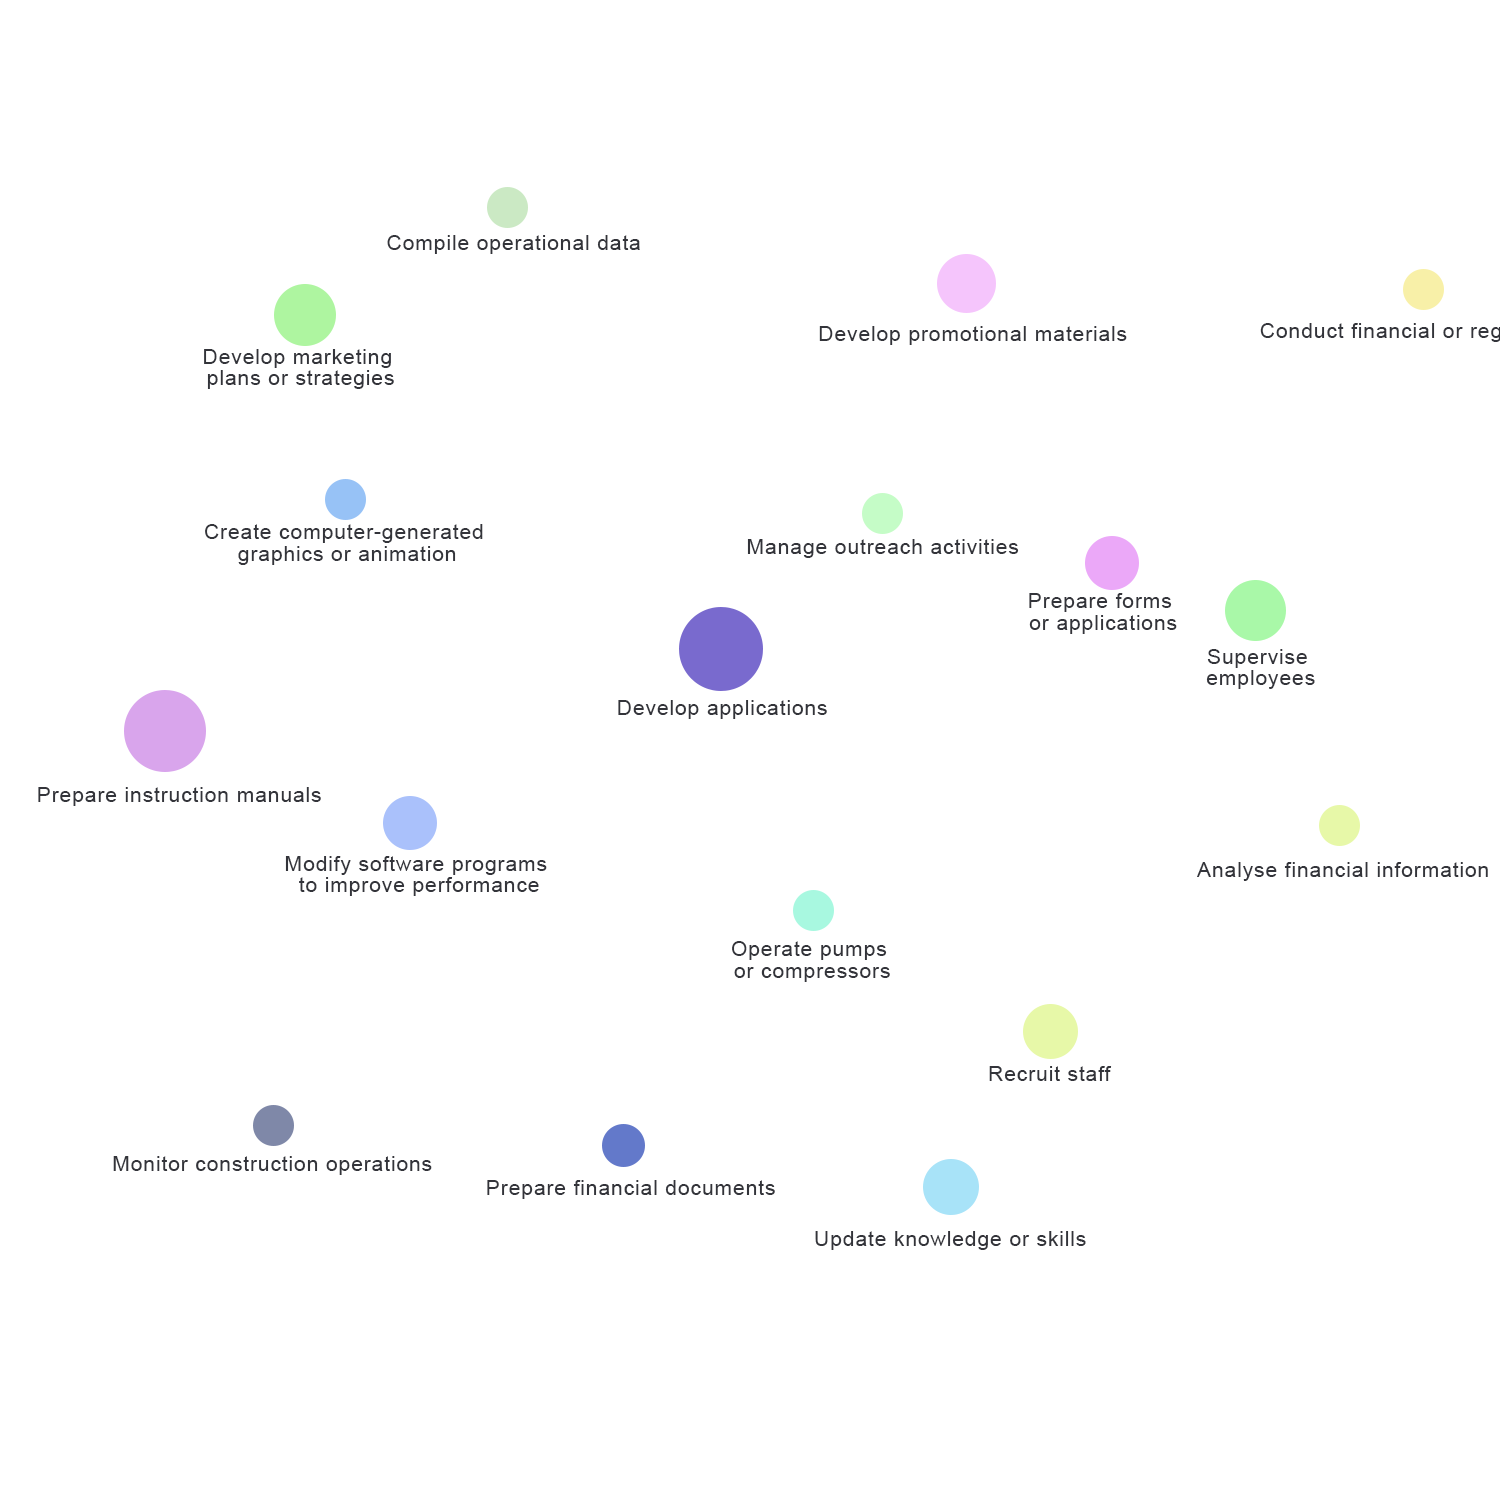 Compile operational data
Develop promotional materials
Conduct financial or reg
Develop marketing
plans or strategies
Create computer-generated
graphics or animation
Manage outreach activities
Prepare forms
or applications
Supervise
employees
Develop applications
Prepare instruction manuals
Modify software programs
to improve performance
Analyse financial information
Operate pumps
or compressors
Recruit staff
Monitor construction operations
Prepare financial documents
Update knowledge or skills